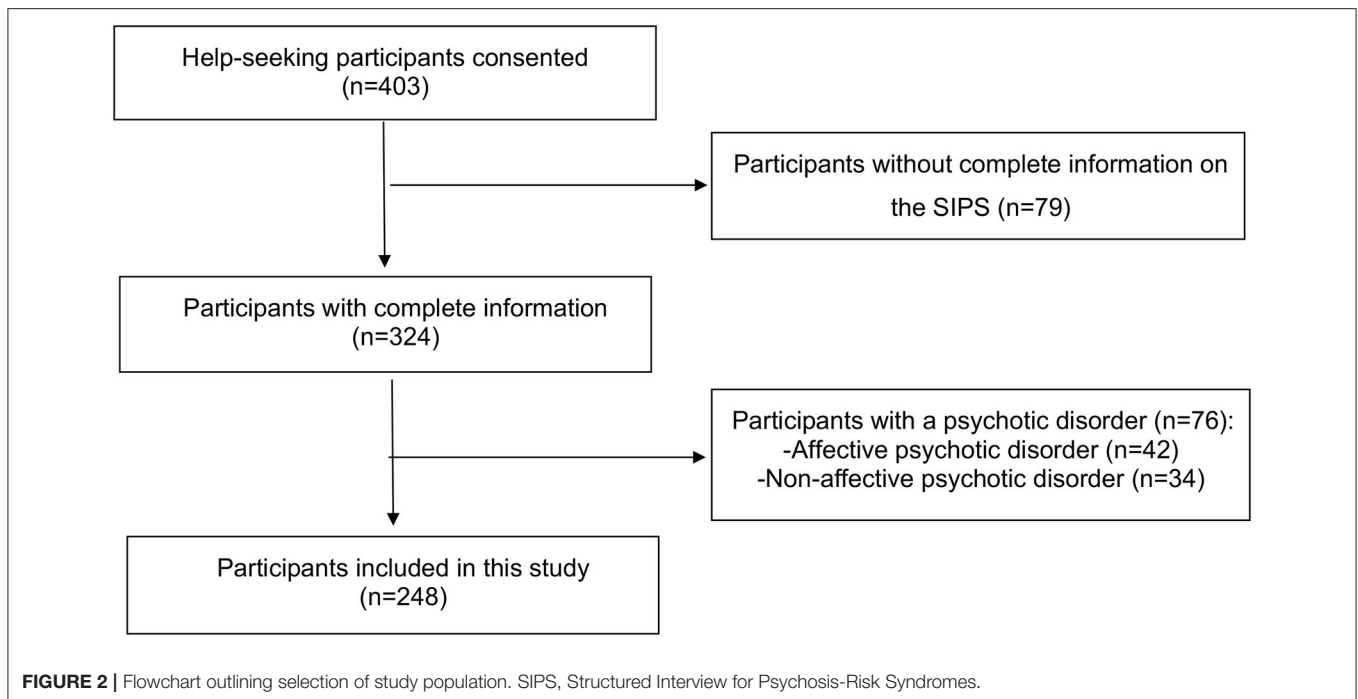 Help-seeking participants consented
(n=403)
Participants without complete information on
the SIPS (n=79)
Participants with complete information
(n=324)
Participants with a psychotic disorder (n=76):
-Affective psychotic disorder (n=42)
-Non-affective psychotic disorder (n=34)
Participants included in this study
(n=248)
FIGURE 2 | Flowchart outlining selection of study population. SIPS, Structured Interview for Psychosis-Risk Syndromes.